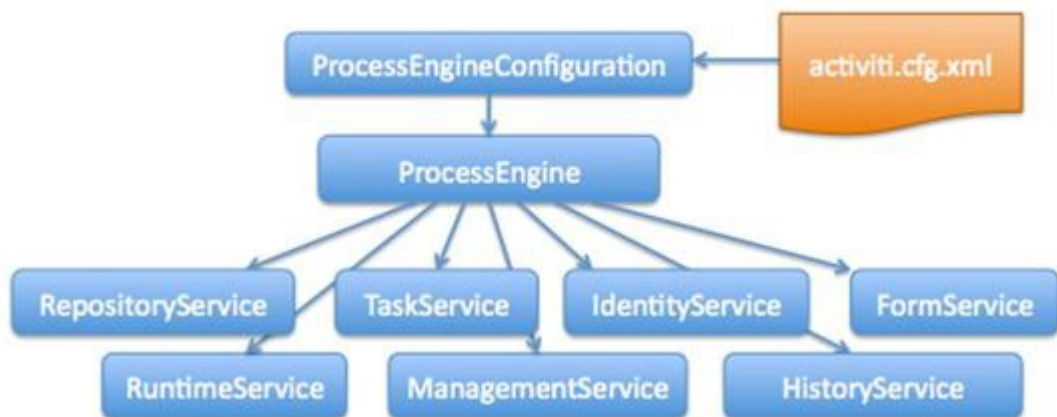 ProcessEngineConfiguration
activiti.cfg.xml
ProcessEngine
RepositoryService
TaskService
IdentityService
FormService
RuntimeService
ManagementService
HistoryService